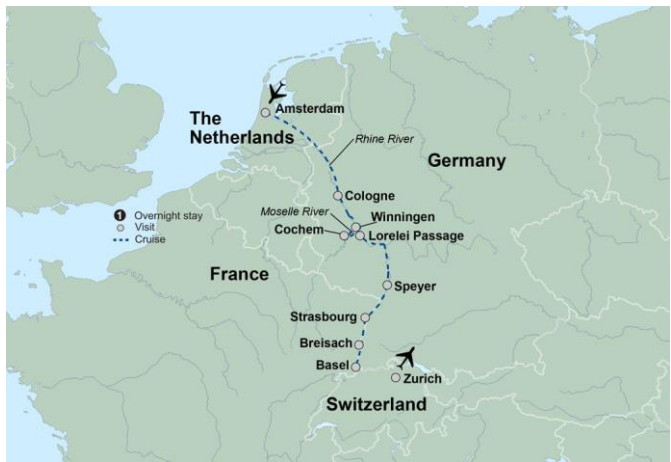 Amsterdam
The
Netherlands
Rhine River
Germany
Cologne
1 Overnight stay
Visit
Cruise
Moselle River
Winningen
Cochem
Lorelei Passage
France
Speyer
Strasbourg
Breisach
Basel
Zurich
Switzerland